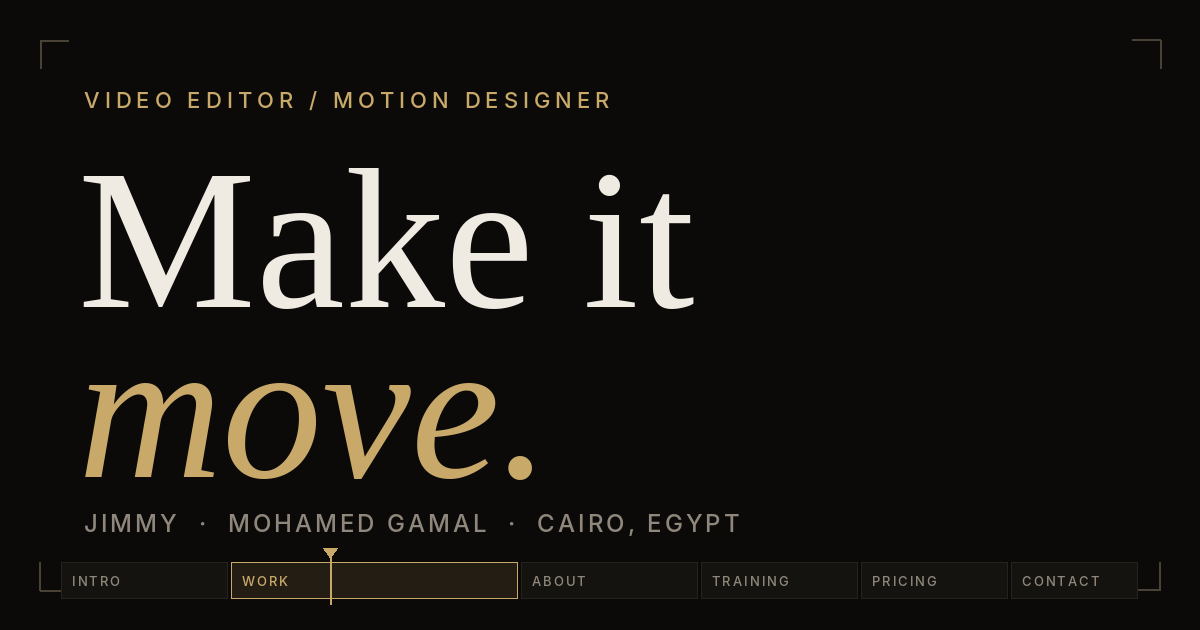 VIDEO EDITOR / MOTION DESIGNER
Make it
move.
JIMMY · MOHAMED GAMAL · CAIRO, EGYPT
INTRO WORK ABOUT TRAINING PRICING CONTACT